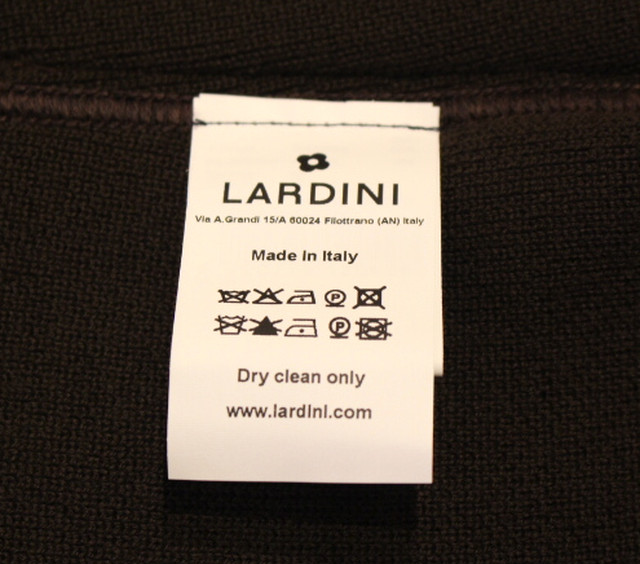 LARDINI
Via A.Grandi 15/A 60024 Filottrano (AN) Italy
Made in Italy
P
P
Dry clean only
www.lardini.com